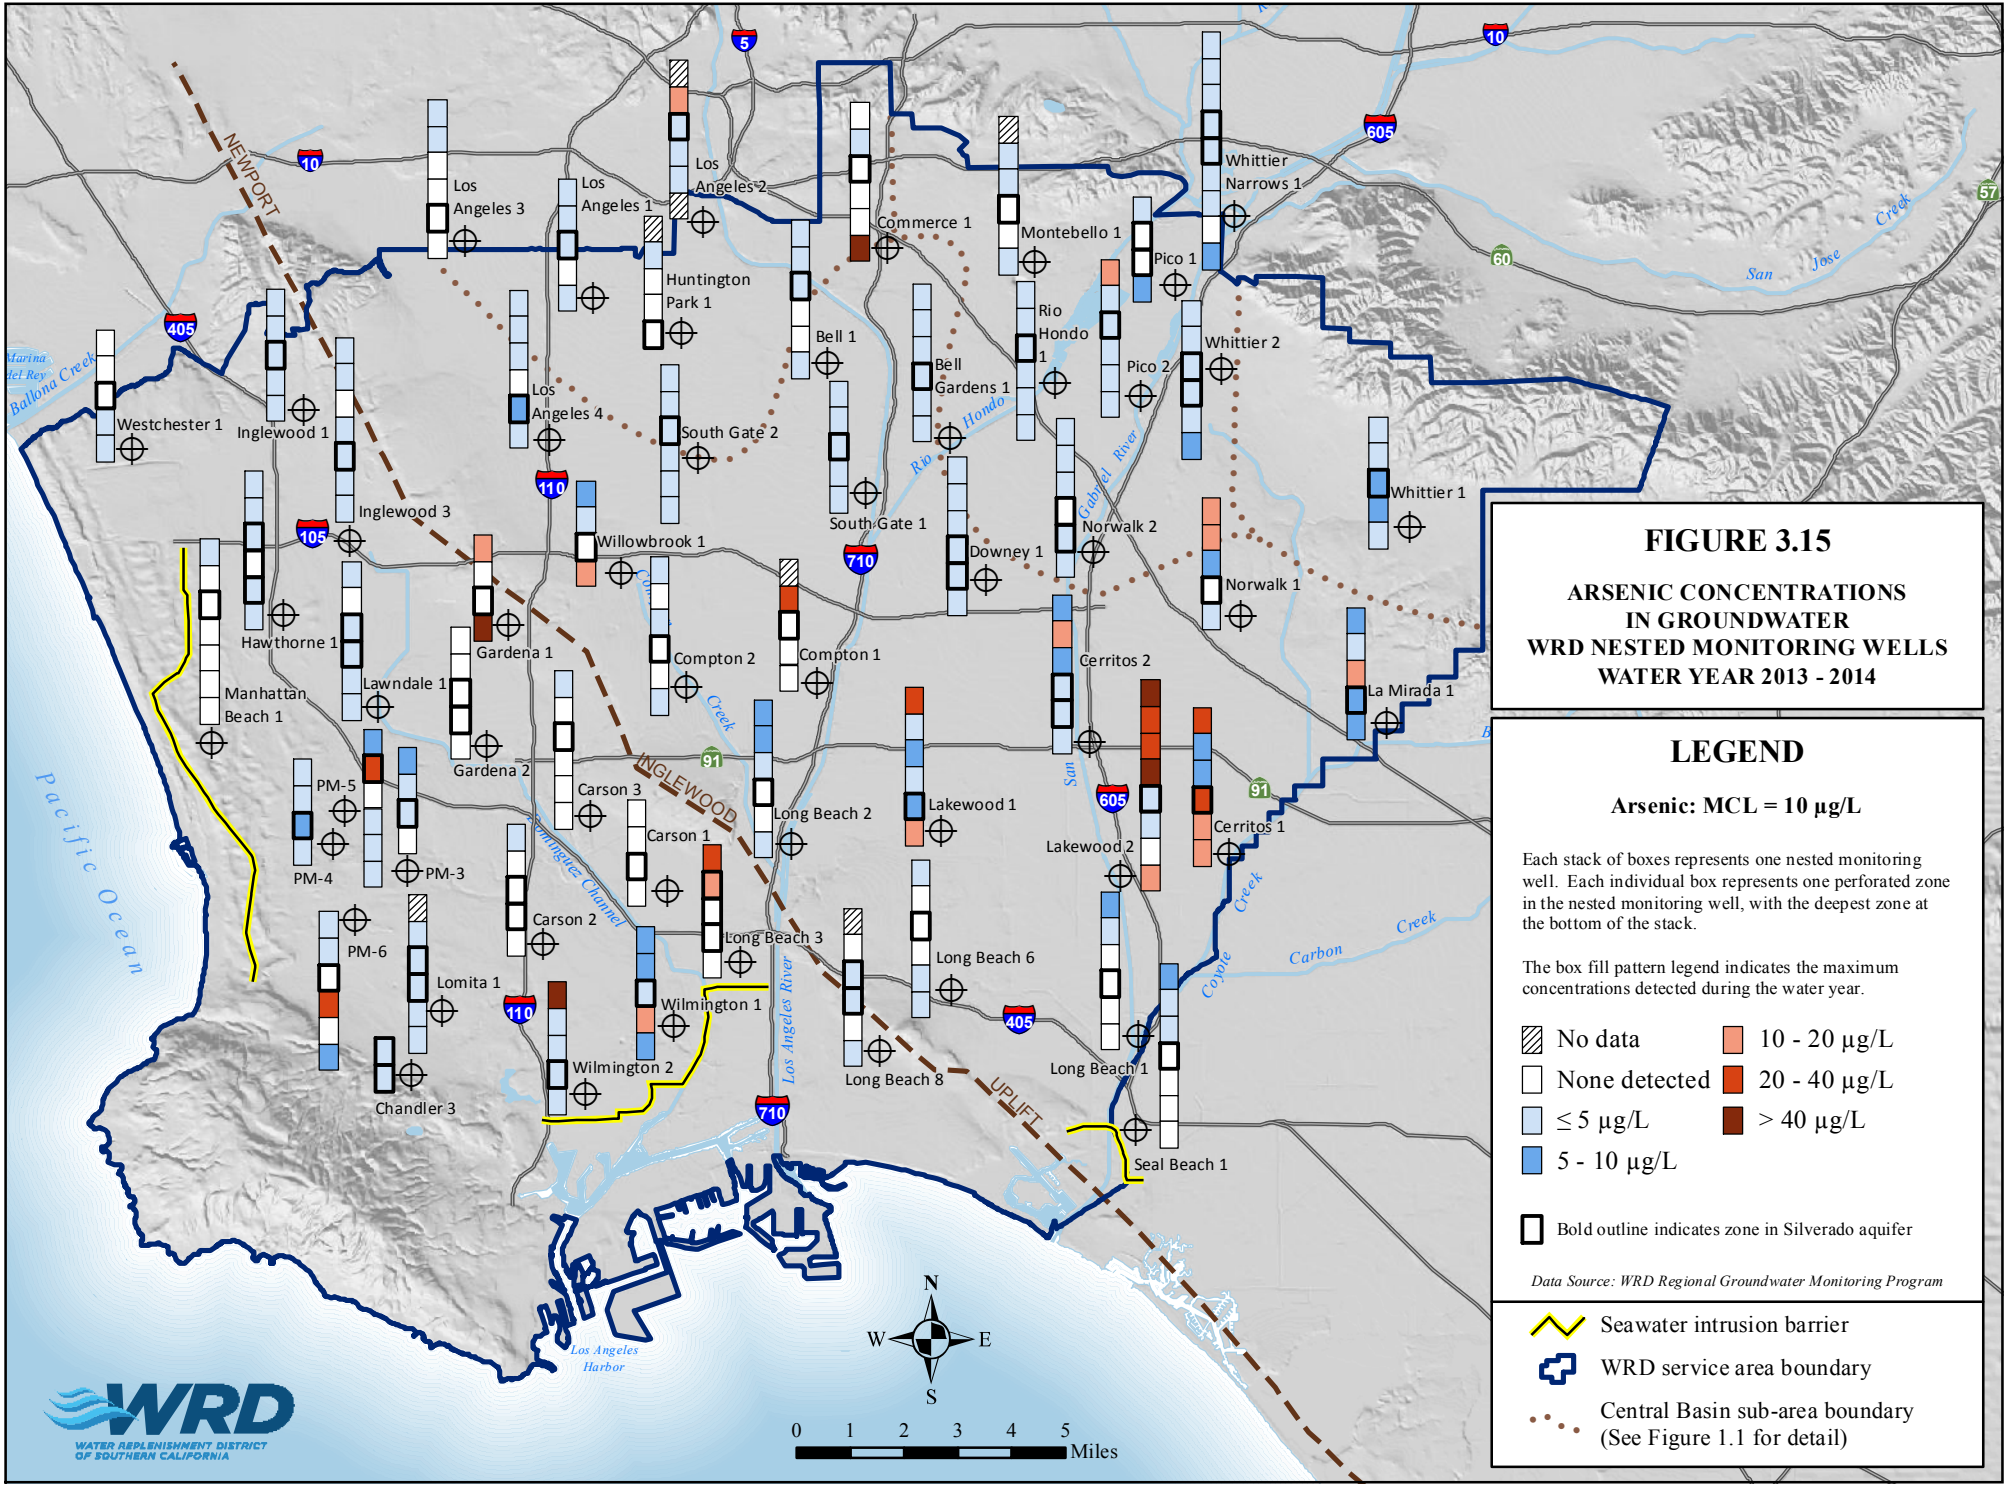 5
10
10
605
57
60
405
110
105
710
91
605
91
110
405
710
NEWPORT
INGLEWOOD
UPLIFT
Los
Angeles 3
Los
Angeles 1
Los
Angeles 2
Commerce 1
Montebello 1
Whittier
Narrows 1
Pico 1
Huntington
Park 1
Bell 1
Bell
Gardens 1
Rio
Hondo
1
Pico 2
Whittier 2
Westchester 1
Inglewood 1
Los
Angeles 4
South Gate 2
South Gate 1
Whittier 1
Inglewood 3
Willowbrook 1
Downey 1
Norwalk 2
Norwalk 1
Hawthorne 1
Gardena 1
Compton 2
Compton 1
Cerritos 2
La Mirada 1
Manhattan
Beach 1
Lawndale 1
Gardena 2
Carson 3
Long Beach 2
Lakewood 1
Cerritos 1
PM-5
PM-4
PM-3
Carson 1
Lakewood 2
Carson 2
Long Beach 3
Long Beach 6
PM-6
Lomita 1
Wilmington 1
Wilmington 2
Long Beach 8
Long Beach 1
Chandler 3
Seal Beach 1
Marina
del Rey
Ballona Creek
Rio Hondo
San Gabriel River
San Jose Creek
Creek
Dominguez Channel
Los Angeles River
Coyote Creek
Carbon Creek
Pacific Ocean
Los Angeles
Harbor
FIGURE 3.15
ARSENIC CONCENTRATIONS
IN GROUNDWATER
WRD NESTED MONITORING WELLS
WATER YEAR 2013 - 2014
LEGEND
Arsenic: MCL = 10 µg/L
Each stack of boxes represents one nested monitoring
well. Each individual box represents one perforated zone
in the nested monitoring well, with the deepest zone at
the bottom of the stack.
The box fill pattern legend indicates the maximum
concentrations detected during the water year.
No data
10 - 20 µg/L
None detected
20 - 40 µg/L
≤ 5 µg/L
> 40 µg/L
5 - 10 µg/L
Bold outline indicates zone in Silverado aquifer
Data Source: WRD Regional Groundwater Monitoring Program
Seawater intrusion barrier
WRD service area boundary
Central Basin sub-area boundary
(See Figure 1.1 for detail)
N
W E
S
0 1 2 3 4 5
Miles
WRD
WATER REPLENISHMENT DISTRICT
OF SOUTHERN CALIFORNIA